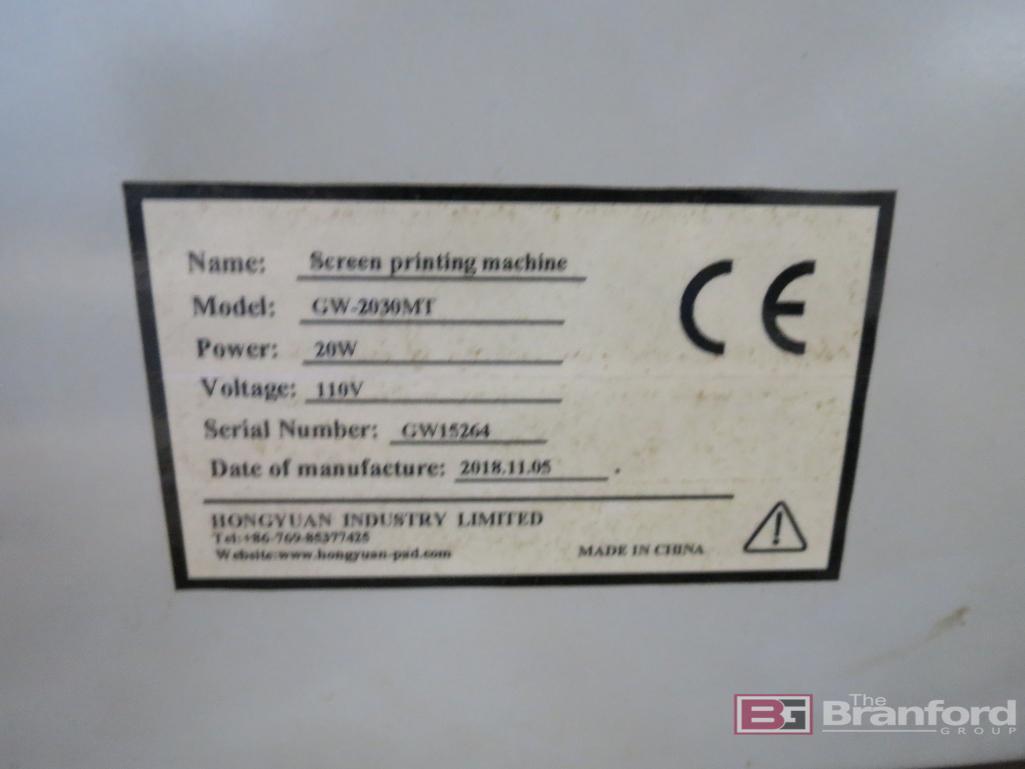 Name: Screen printing machine
Model: GW-2030MT
Power: 20W
Voltage: 110V
Serial Number: GW15264
Date of manufacture: 2018.11.05 .
CE
HONGYUAN INDUSTRY LIMITED
Tel:+86-769-85377425
Website:www.hongyuan-pad.com
MADE IN CHINA
!
BG The Branford GROUP